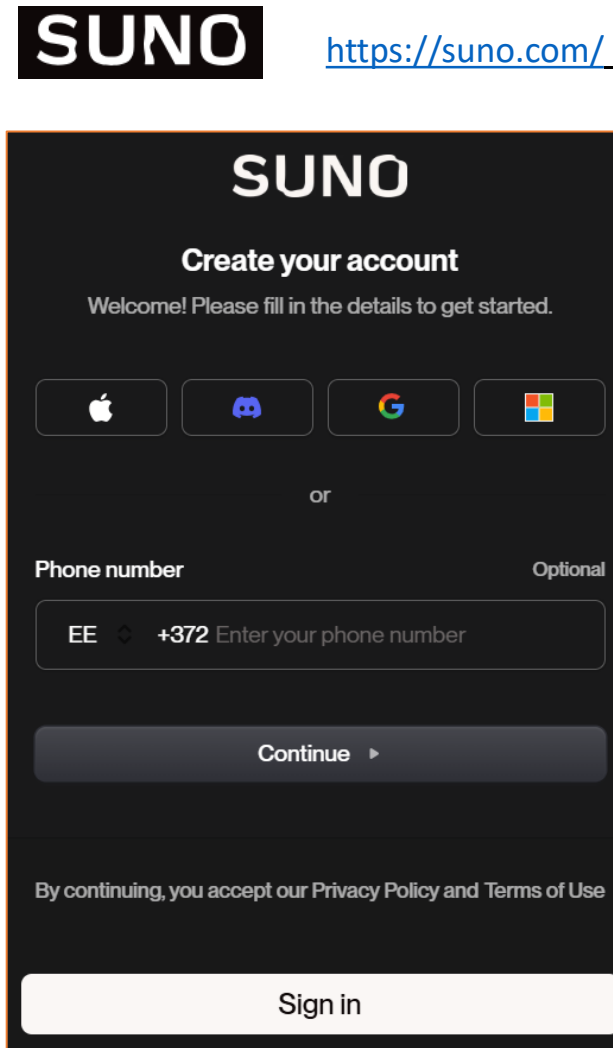 SUNO https://suno.com/
SUNO
Create your account
Welcome! Please fill in the details to get started.
or
Phone number Optional
EE +372 Enter your phone number
Continue
By continuing, you accept our Privacy Policy and Terms of Use
Sign in